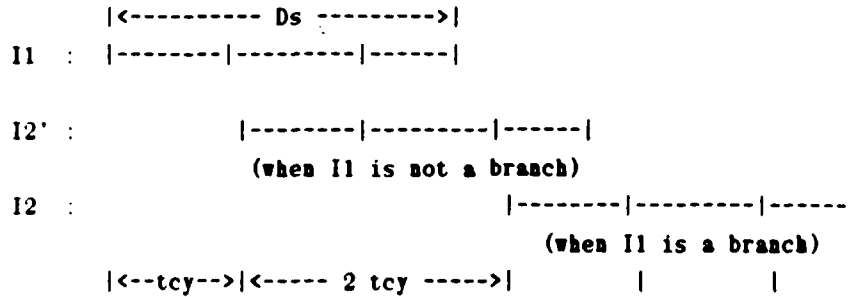 |<----------- Ds ---------->|
I1 : |--------|---------|------|
I2' : |--------|---------|------|
(when I1 is not a branch)
I2 : |--------|---------|------
(when I1 is a branch)
|<--tcy-->|<----- 2 tcy ----->| | |